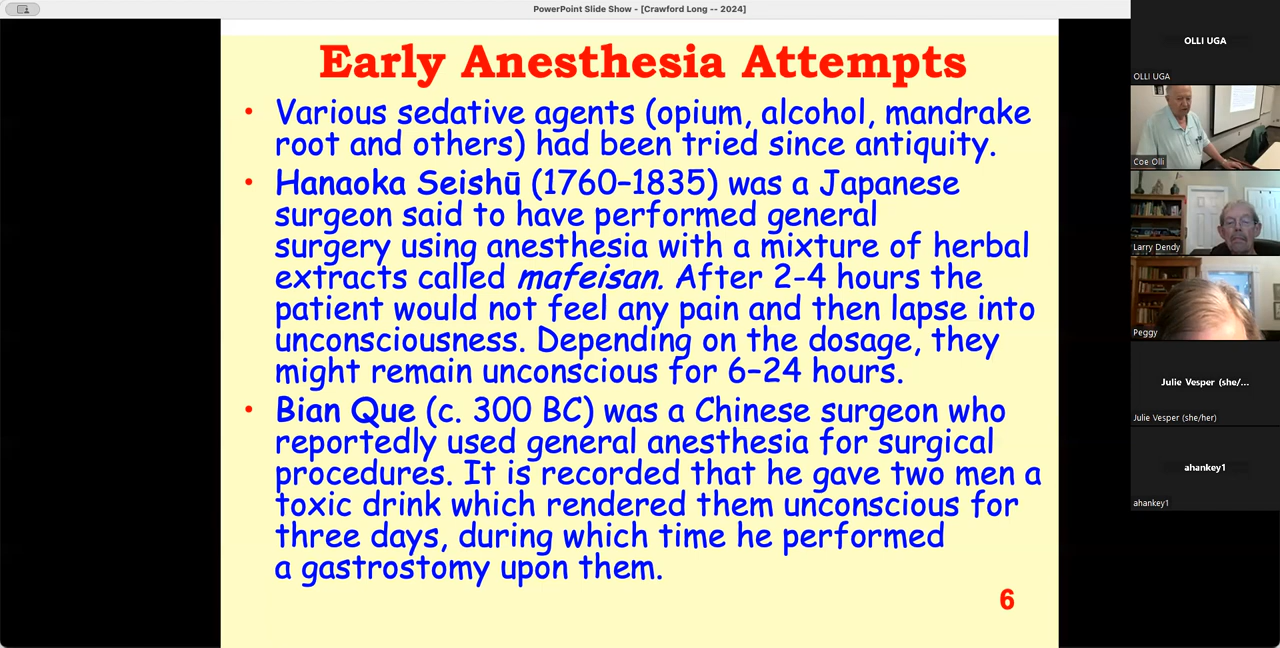 PowerPoint Slide Show - [Crawford Long -- 2024]
Early Anesthesia Attempts
• Various sedative agents (opium, alcohol, mandrake
root and others) had been tried since antiquity.
• Hanaoka Seishū (1760–1835) was a Japanese
surgeon said to have performed general
surgery using anesthesia with a mixture of herbal
extracts called mafeisan. After 2-4 hours the
patient would not feel any pain and then lapse into
unconsciousness. Depending on the dosage, they
might remain unconscious for 6–24 hours.
• Bian Que (c. 300 BC) was a Chinese surgeon who
reportedly used general anesthesia for surgical
procedures. It is recorded that he gave two men a
toxic drink which rendered them unconscious for
three days, during which time he performed
a gastrostomy upon them.
6
OLLI UGA
OLLI UGA
Coe Olli
Larry Dendy
Peggy
Julie Vesper (she/...
Julie Vesper (she/her)
ahankey1
ahankey1